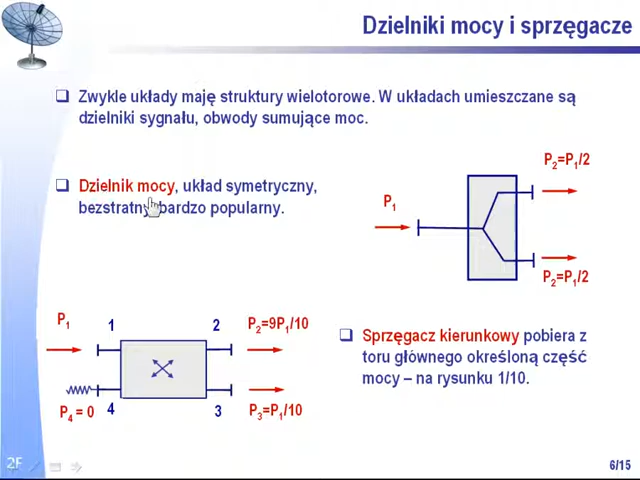 Dzielniki mocy i sprzęgacze
Zwykle układy maję struktury wielotorowe. W układach umieszczane są
dzielniki sygnału, obwody sumujące moc.
Dzielnik mocy, układ symetryczny,
bezstratny bardzo popularny.
P1
P2=P1/2
P2=P1/2
P1
1
2
P2=9P1/10
P4 = 0
4
3
P3=P1/10
Sprzęgacz kierunkowy pobiera z
toru głównego określoną część
mocy – na rysunku 1/10.
6/15